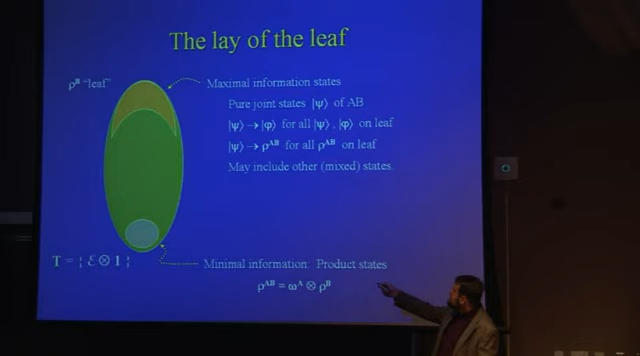 The lay of the leaf
ρᴮ "leaf"
Maximal information states
Pure joint states |ψ⟩ of AB
|ψ⟩ → |φ⟩ for all |ψ⟩, |φ⟩ on leaf
|ψ⟩ → ρᴬᴮ for all ρᴬᴮ on leaf
May include other (mixed) states.
T = { ℰ ⊗ 1 }
Minimal information: Product states
ρᴬᴮ = ωᴬ ⊗ ρᴮ